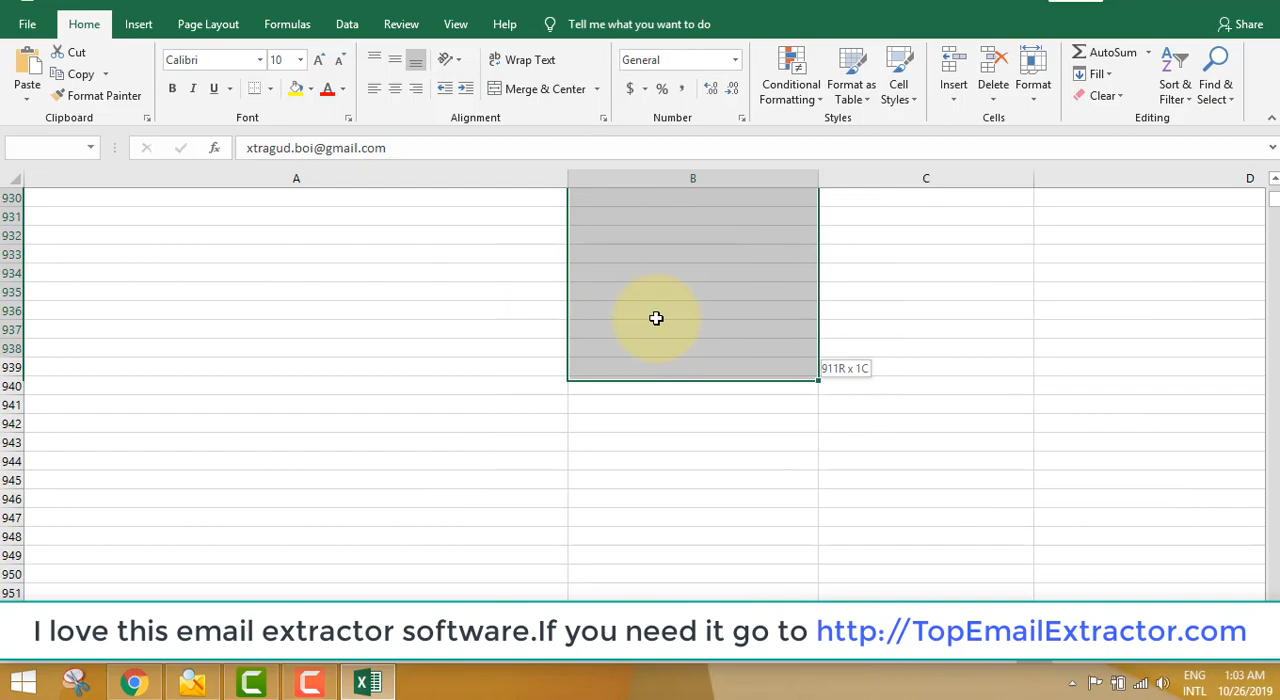 File Home Insert Page Layout Formulas Data Review View Help Tell me what you want to do Share
Cut Calibri 10 Wrap Text General AutoSum
Copy Fill
Paste Format Painter B I U A Merge & Center $ % , Conditional Formatting Format as Table Cell Styles Insert Delete Format Clear Sort & Filter Find & Select
Clipboard Font Alignment Number Styles Cells Editing
fx xtragud.boi@gmail.com
A B C D
930
931
932
933
934
935
936
937
938
939 911R x 1C
940
941
942
943
944
945
946
947
948
949
950
951
I love this email extractor software.If you need it go to http://TopEmailExtractor.com
ENG 1:03 AM
INTL 10/26/2019